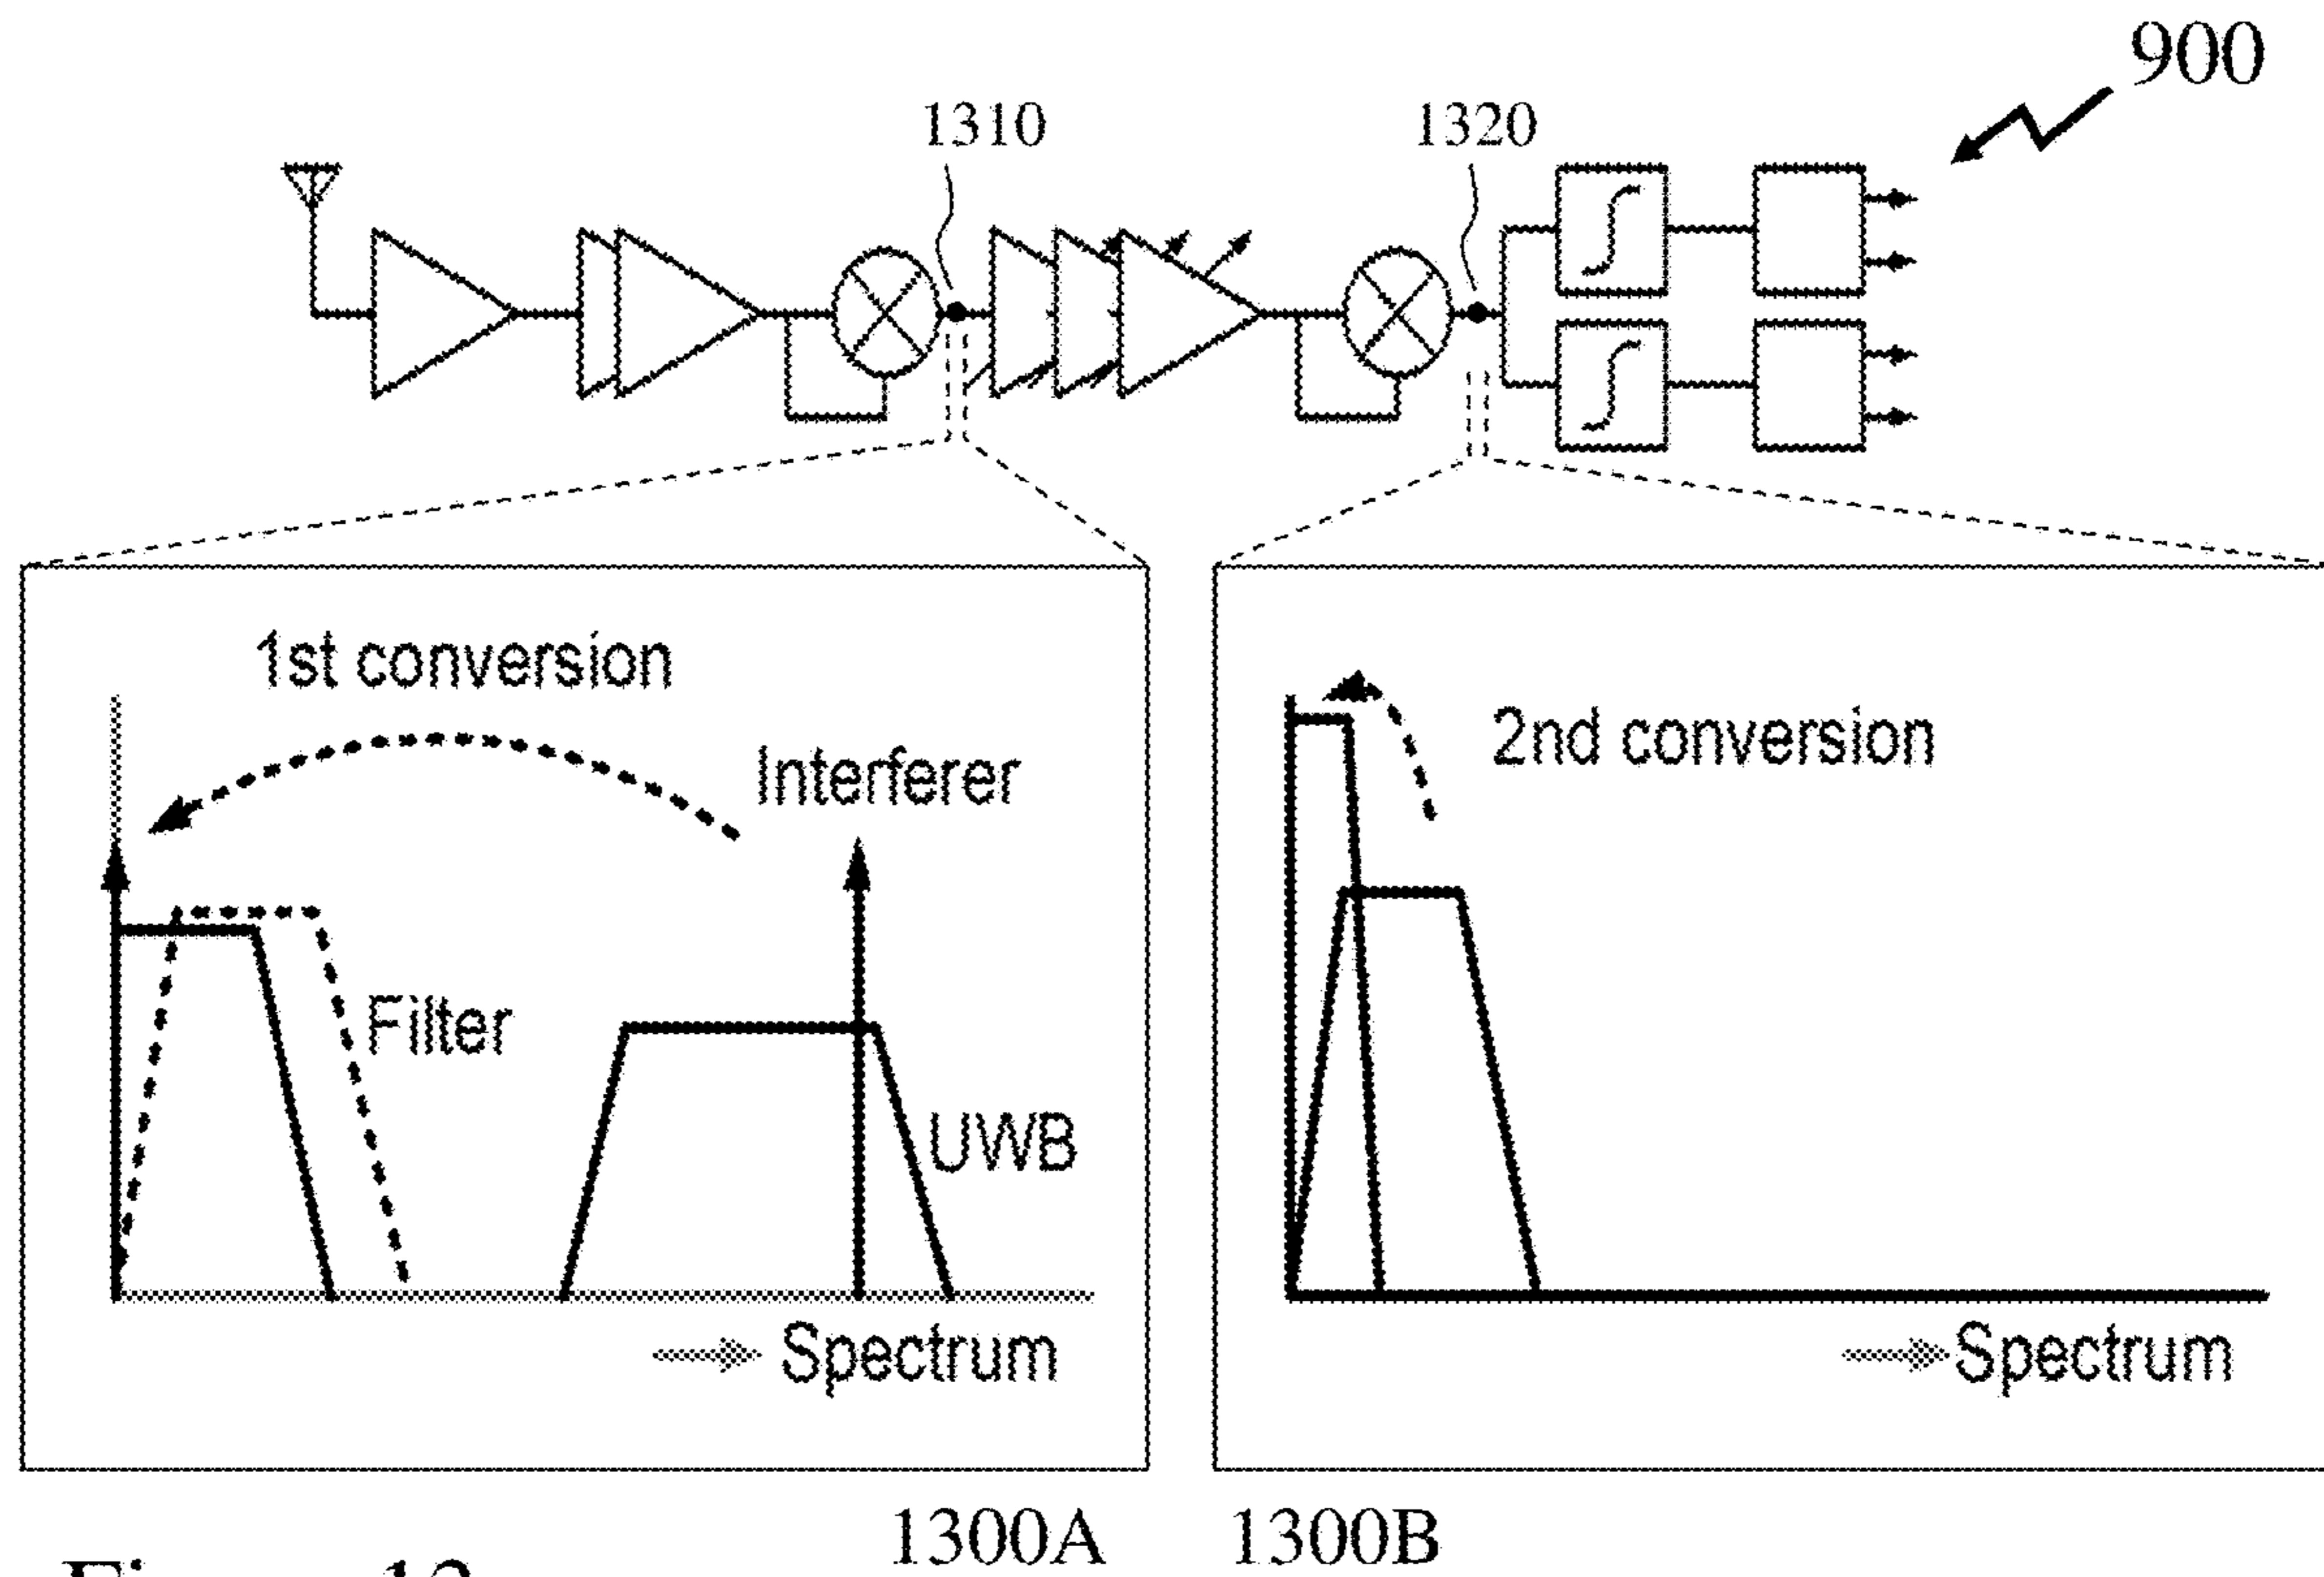 900
1310
1320
1st conversion
Interferer
Filter
UWB
Spectrum
2nd conversion
Spectrum
1300A
1300B